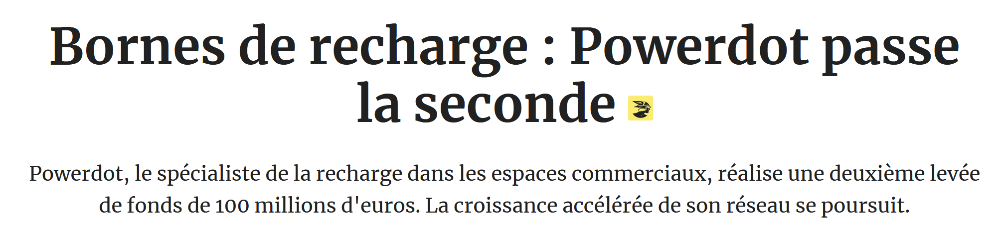 Bornes de recharge : Powerdot passe
la seconde
Powerdot, le spécialiste de la recharge dans les espaces commerciaux, réalise une deuxième levée
de fonds de 100 millions d'euros. La croissance accélérée de son réseau se poursuit.